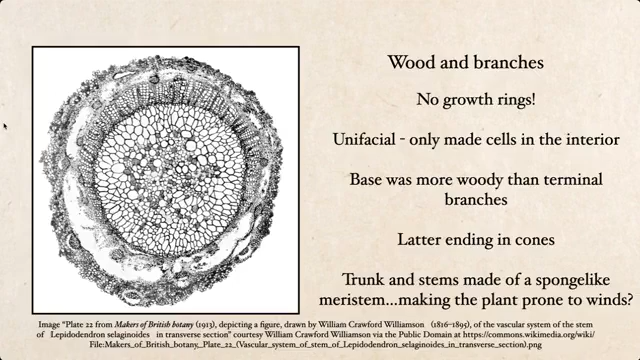 Wood and branches
No growth rings!
Unifacial - only made cells in the interior
Base was more woody than terminal
branches
Latter ending in cones
Trunk and stems made of a spongelike
meristem...making the plant prone to winds?
Image "Plate 22 from Makers of British botany (1913), depicting a figure, drawn by William Crawford Williamson (1816-1895), of the vascular system of the stem
of Lepidodendron selaginoides in transverse section" courtesy William Crawford Williamson via the Public Domain at https://commons.wikimedia.org/wiki/
File:Makers_of_British_botany_Plate_22_(Vascular_system_of_stem_of_Lepidodendron_selaginoides_in_transverse_section).png